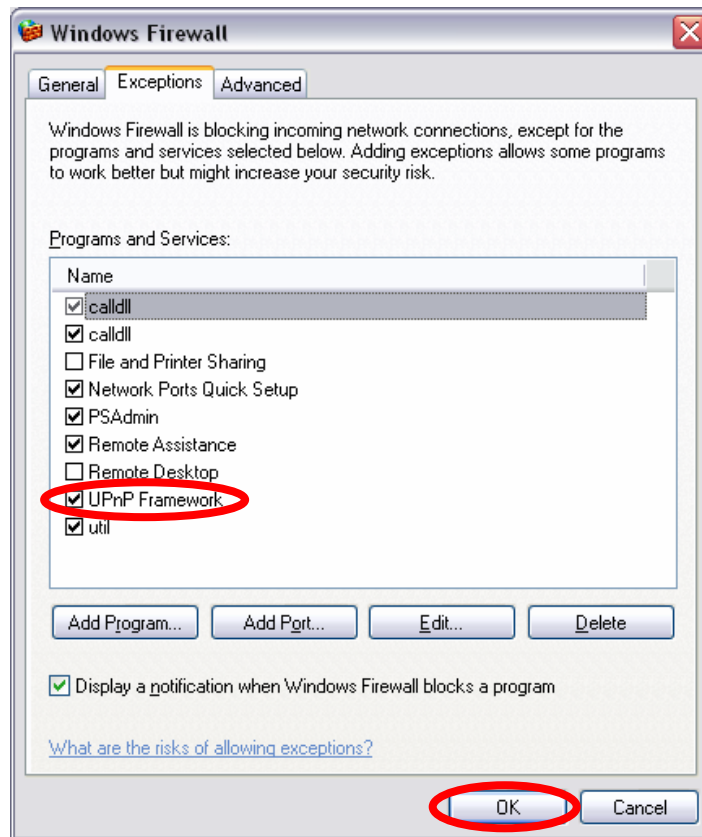 Windows Firewall
General Exceptions Advanced
Windows Firewall is blocking incoming network connections, except for the
programs and services selected below. Adding exceptions allows some programs
to work better but might increase your security risk.
Programs and Services:
Name
calldll
calldll
File and Printer Sharing
Network Ports Quick Setup
PSAdmin
Remote Assistance
Remote Desktop
UPnP Framework
util
Add Program... Add Port... Edit... Delete
Display a notification when Windows Firewall blocks a program
What are the risks of allowing exceptions?
OK Cancel